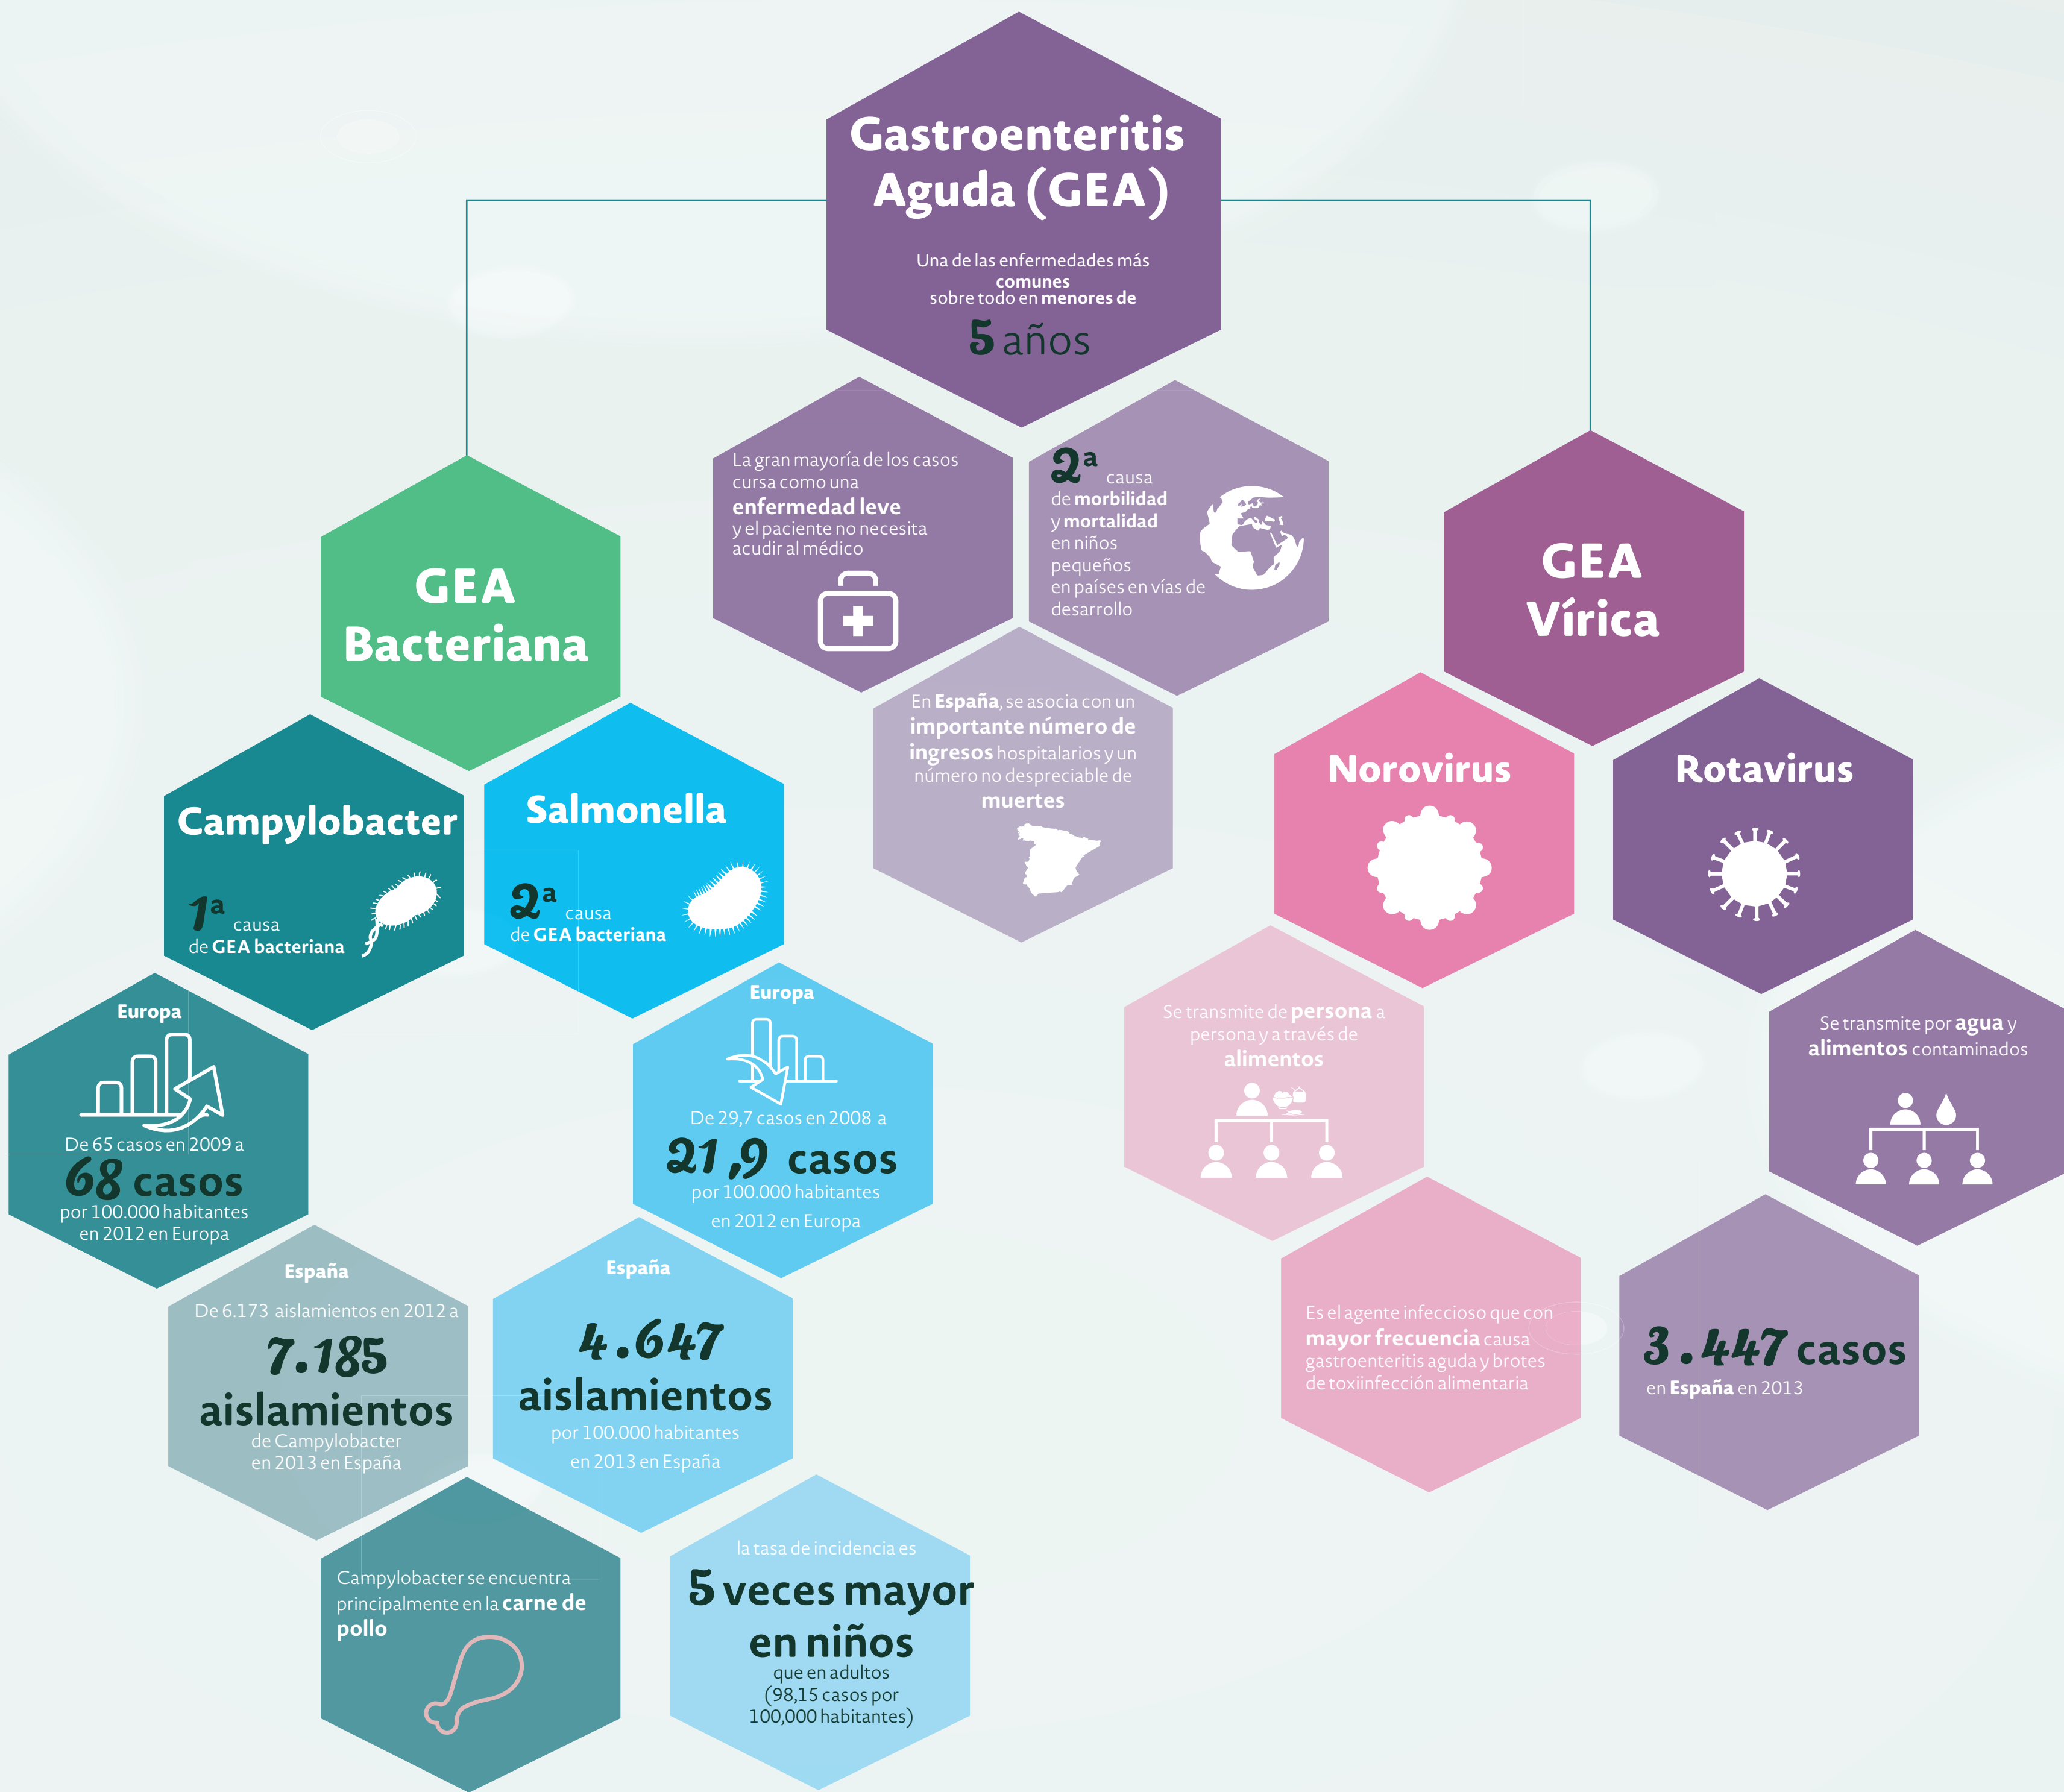 Gastroenteritis
Aguda (GEA)
Una de las enfermedades más
comunes
sobre todo en menores de
5 años
La gran mayoría de los casos
cursa como una
enfermedad leve
y el paciente no necesita
acudir al médico
2ª causa
de morbilidad
y mortalidad
en niños
pequeños
en países en vías de
desarrollo
En España, se asocia con un
importante número de
ingresos hospitalarios y un
número no despreciable de
muertes
GEA
Bacteriana
Campylobacter
1ª causa
de GEA bacteriana
Europa
De 65 casos en 2009 a
68 casos
por 100.000 habitantes
en 2012 en Europa
España
De 6.173 aislamientos en 2012 a
7.185
aislamientos
de Campylobacter
en 2013 en España
Campylobacter se encuentra
principalmente en la carne de
pollo
Salmonella
2ª causa
de GEA bacteriana
Europa
De 29,7 casos en 2008 a
21,9 casos
por 100.000 habitantes
en 2012 en Europa
España
4.647
aislamientos
por 100.000 habitantes
en 2013 en España
la tasa de incidencia es
5 veces mayor
en niños
que en adultos
(98,15 casos por
100,000 habitantes)
GEA
Vírica
Norovirus
Se transmite de persona a
persona y a través de
alimentos
Es el agente infeccioso que con
mayor frecuencia causa
gastroenteritis aguda y brotes
de toxiinfección alimentaria
Rotavirus
Se transmite por agua y
alimentos contaminados
3.447 casos
en España en 2013